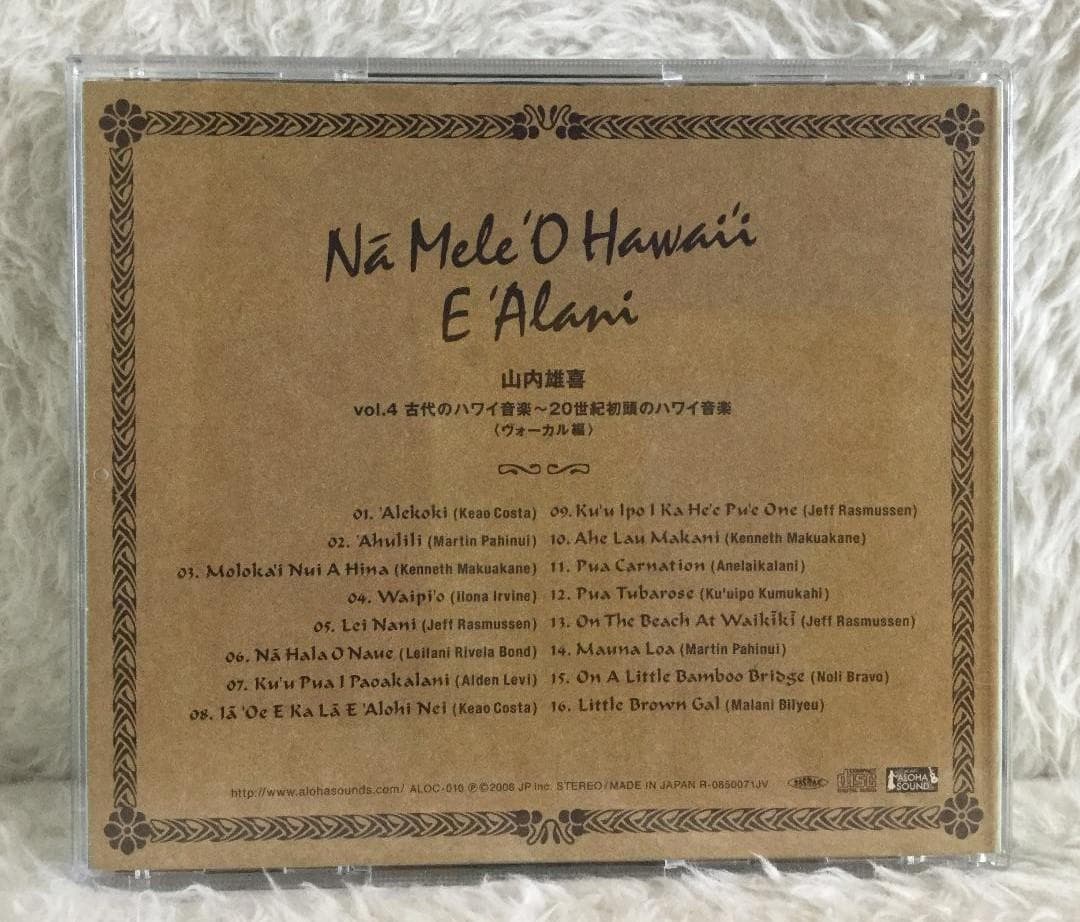 Nā Mele 'O Hawai'i
E 'Alani
山内雄喜
vol.4 古代のハワイ音楽～20世紀初頭のハワイ音楽
〈ヴォーカル編〉
01. 'Alekoki (Keao Costa)
02. 'Ahulili (Martin Pahinui)
03. Moloka'i Nui A Hina (Kenneth Makuakane)
04. Waipi'o (Ilona Irvine)
05. Lei Nani (Jeff Rasmussen)
06. Nā Hala O Naue (Leilani Rivela Bond)
07. Ku'u Pua I Paoakalani (Alden Levi)
08. Iā 'Oe E Ka Lā E 'Alohi Nei (Keao Costa)
09. Ku'u Ipo I Ka He'e Pu'e One (Jeff Rasmussen)
10. Ahe Lau Makani (Kenneth Makuakane)
11. Pua Carnation (Anelaikalani)
12. Pua Tubarose (Ku'uipo Kumukahi)
13. On The Beach At Waikīkī (Jeff Rasmussen)
14. Mauna Loa (Martin Pahinui)
15. On A Little Bamboo Bridge (Noli Bravo)
16. Little Brown Gal (Malani Bilyeu)
http://www.alohasounds.com/ ALOC-010 ℗©2008 JP Inc. STEREO/MADE IN JAPAN R-0850071JV
JASRAC
COMPACT
disc
DIGITAL AUDIO
ALOHA
SOUND